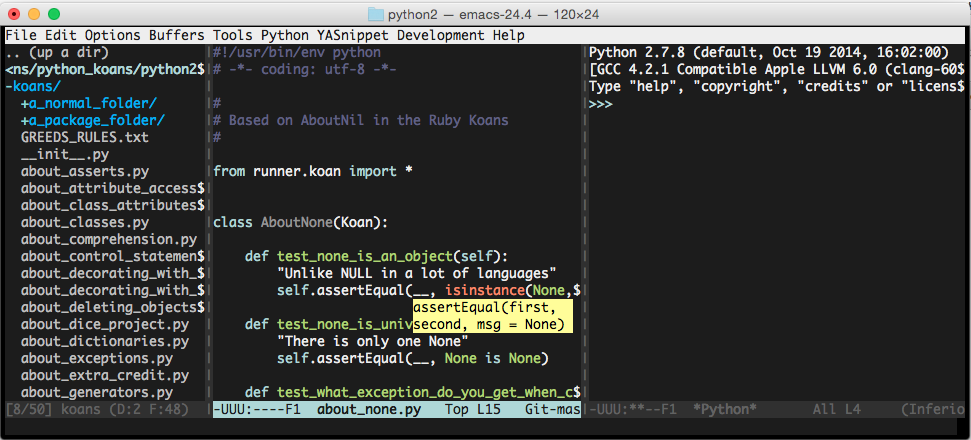 python2 — emacs-24.4 — 120×24
File Edit Options Buffers Tools Python YASnippet Development Help
.. (up a dir)
<ns/python_koans/python2$
-koans/
+a_normal_folder/
+a_package_folder/
GREEDS_RULES.txt
__init__.py
about_asserts.py
about_attribute_access$
about_class_attributes$
about_classes.py
about_comprehension.py
about_control_statemen$
about_decorating_with_$
about_decorating_with_$
about_deleting_objects$
about_dice_project.py
about_dictionaries.py
about_exceptions.py
about_extra_credit.py
about_generators.py
[8/50] koans (D:2 F:48)
#!/usr/bin/env python
# -*- coding: utf-8 -*-
#
# Based on AboutNil in the Ruby Koans
#
from runner.koan import *
class AboutNone(Koan):
def test_none_is_an_object(self):
"Unlike NULL in a lot of languages"
self.assertEqual(__, isinstance(None,$
assertEqual(first,
second, msg = None)
def test_none_is_univ
"There is only one None"
self.assertEqual(__, None is None)
def test_what_exception_do_you_get_when_c$
-UUU:----F1 about_none.py Top L15 Git-mas
Python 2.7.8 (default, Oct 19 2014, 16:02:00)
[GCC 4.2.1 Compatible Apple LLVM 6.0 (clang-60$
Type "help", "copyright", "credits" or "licens$
>>>
-UUU:**--F1 *Python* All L4 (Inferio